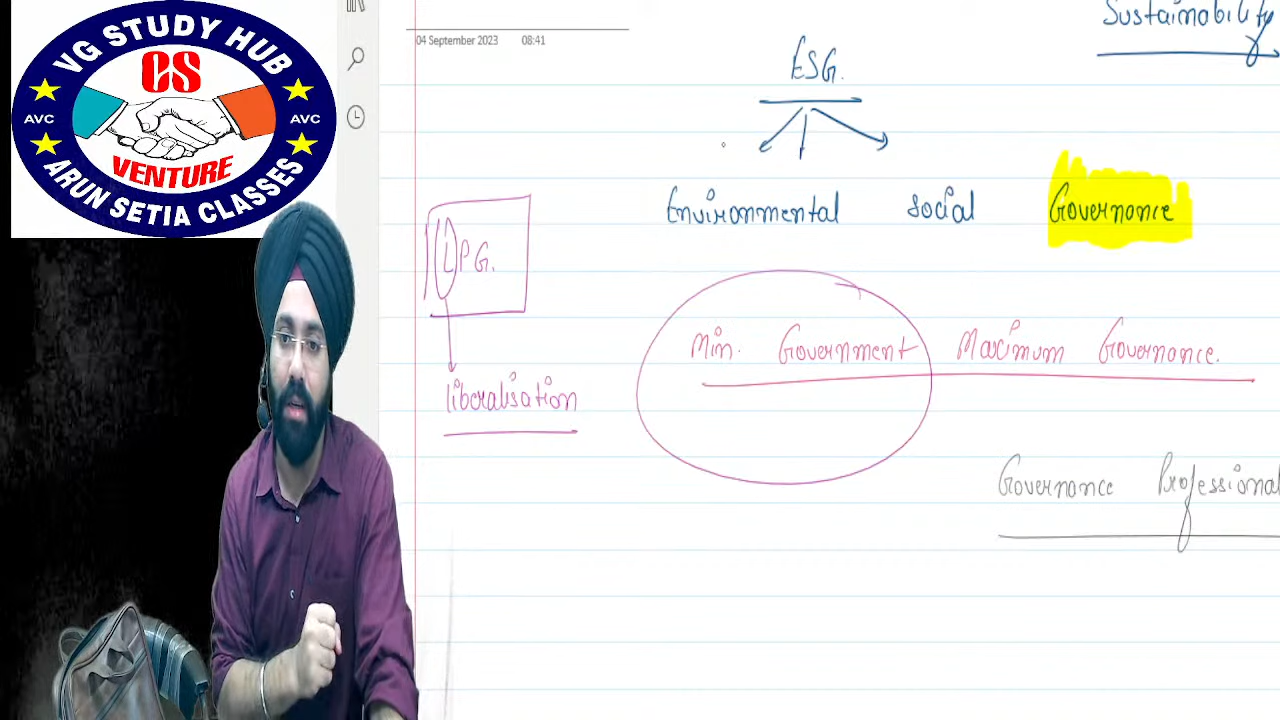 VG STUDY HUB
CS
AVC
AVC
VENTURE
ARUN SETIA CLASSES
04 September 2023 08:41
Sustainability
ESG.
Environmental Social Governance
LPG.
Min. Government Maximum Governance.
liberalisation
Governance Professional